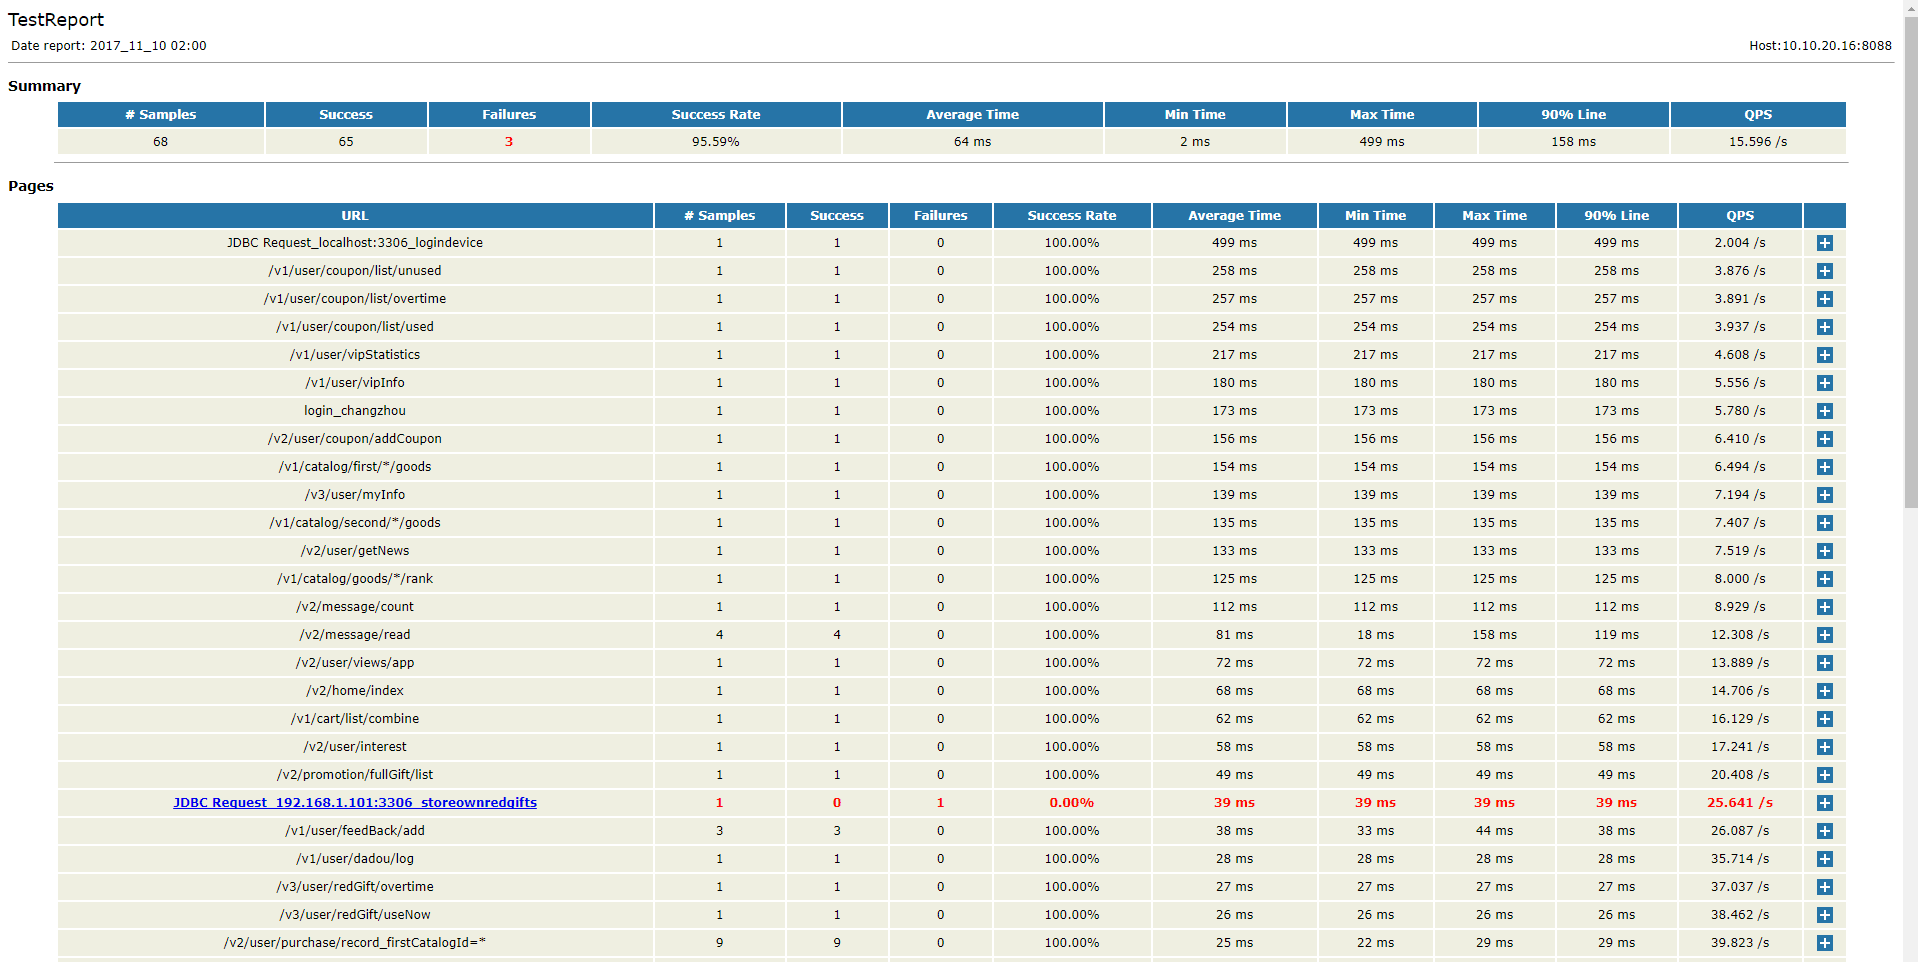 TestReport
Date report: 2017_11_10 02:00 Host:10.10.20.16:8088
Summary
# Samples Success Failures Success Rate Average Time Min Time Max Time 90% Line QPS
68 65 3 95.59% 64 ms 2 ms 499 ms 158 ms 15.596 /s
Pages
URL # Samples Success Failures Success Rate Average Time Min Time Max Time 90% Line QPS
JDBC Request_localhost:3306_logindevice 1 1 0 100.00% 499 ms 499 ms 499 ms 499 ms 2.004 /s
/v1/user/coupon/list/unused 1 1 0 100.00% 258 ms 258 ms 258 ms 258 ms 3.876 /s
/v1/user/coupon/list/overtime 1 1 0 100.00% 257 ms 257 ms 257 ms 257 ms 3.891 /s
/v1/user/coupon/list/used 1 1 0 100.00% 254 ms 254 ms 254 ms 254 ms 3.937 /s
/v1/user/vipStatistics 1 1 0 100.00% 217 ms 217 ms 217 ms 217 ms 4.608 /s
/v1/user/vipInfo 1 1 0 100.00% 180 ms 180 ms 180 ms 180 ms 5.556 /s
login_changzhou 1 1 0 100.00% 173 ms 173 ms 173 ms 173 ms 5.780 /s
/v2/user/coupon/addCoupon 1 1 0 100.00% 156 ms 156 ms 156 ms 156 ms 6.410 /s
/v1/catalog/first/*/goods 1 1 0 100.00% 154 ms 154 ms 154 ms 154 ms 6.494 /s
/v3/user/myInfo 1 1 0 100.00% 139 ms 139 ms 139 ms 139 ms 7.194 /s
/v1/catalog/second/*/goods 1 1 0 100.00% 135 ms 135 ms 135 ms 135 ms 7.407 /s
/v2/user/getNews 1 1 0 100.00% 133 ms 133 ms 133 ms 133 ms 7.519 /s
/v1/catalog/goods/*/rank 1 1 0 100.00% 125 ms 125 ms 125 ms 125 ms 8.000 /s
/v2/message/count 1 1 0 100.00% 112 ms 112 ms 112 ms 112 ms 8.929 /s
/v2/message/read 4 4 0 100.00% 81 ms 18 ms 158 ms 119 ms 12.308 /s
/v2/user/views/app 1 1 0 100.00% 72 ms 72 ms 72 ms 72 ms 13.889 /s
/v2/home/index 1 1 0 100.00% 68 ms 68 ms 68 ms 68 ms 14.706 /s
/v1/cart/list/combine 1 1 0 100.00% 62 ms 62 ms 62 ms 62 ms 16.129 /s
/v2/user/interest 1 1 0 100.00% 58 ms 58 ms 58 ms 58 ms 17.241 /s
/v2/promotion/fullGift/list 1 1 0 100.00% 49 ms 49 ms 49 ms 49 ms 20.408 /s
JDBC Request_192.168.1.101:3306_storeownredgifts 1 0 1 0.00% 39 ms 39 ms 39 ms 39 ms 25.641 /s
/v1/user/feedBack/add 3 3 0 100.00% 38 ms 33 ms 44 ms 38 ms 26.087 /s
/v1/user/dadou/log 1 1 0 100.00% 28 ms 28 ms 28 ms 28 ms 35.714 /s
/v3/user/redGift/overtime 1 1 0 100.00% 27 ms 27 ms 27 ms 27 ms 37.037 /s
/v3/user/redGift/useNow 1 1 0 100.00% 26 ms 26 ms 26 ms 26 ms 38.462 /s
/v2/user/purchase/record_firstCatalogId=* 9 9 0 100.00% 25 ms 22 ms 29 ms 29 ms 39.823 /s